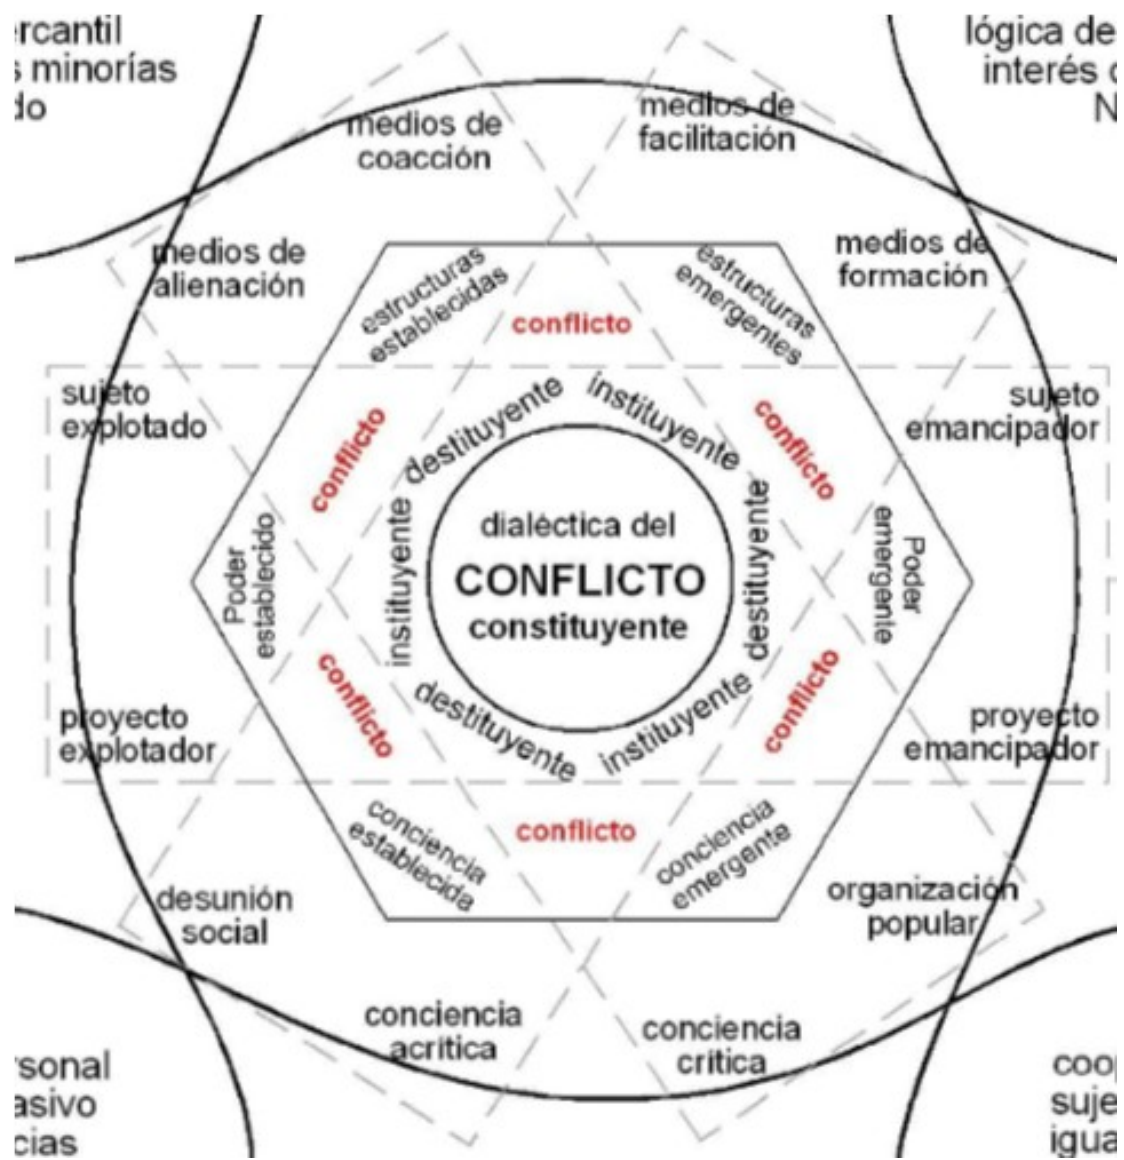 rcantil
s minorías
do
lógica de
interés
N
medios de
coacción
medios de
facilitación
medios de
alienación
medios de
formación
estructuras
establecidas
estructuras
emergentes
conflicto
sujeto
explotado
sujeto
emancipador
conflicto
conflicto
destituyente
instituyente
instituyente
destituyente
Poder
establecido
Poder
emergente
dialéctica del
CONFLICTO
constituyente
conflicto
conflicto
destituyente
instituyente
proyecto
explotador
proyecto
emancipador
conflicto
conciencia
establecida
conciencia
emergente
desunión
social
organización
popular
conciencia
acrítica
conciencia
crítica
rsonal
asivo
cias
coo
suje
igua